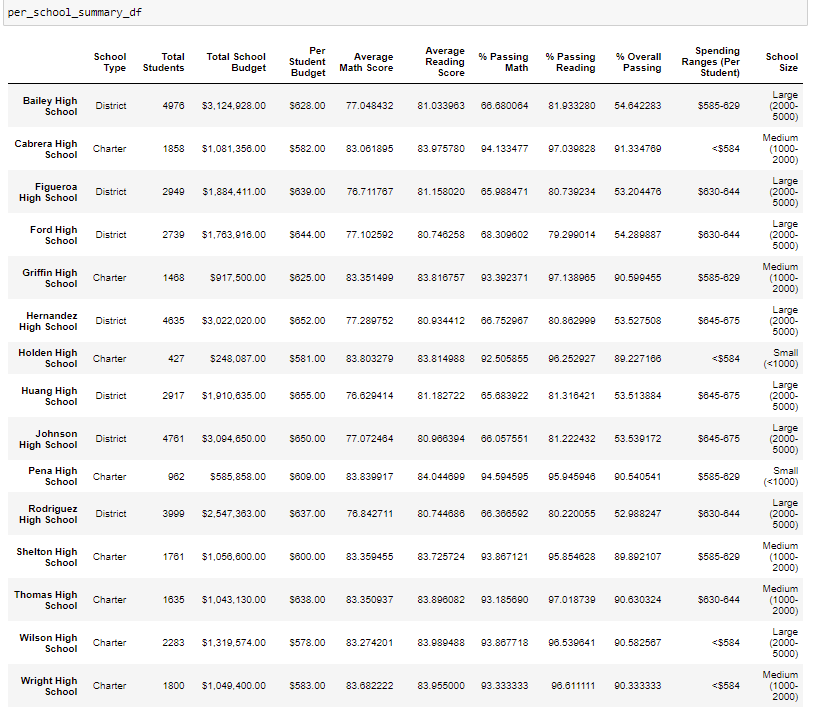 per_school_summary_df
School Type	Total Students	Total School Budget	Per Student Budget	Average Math Score	Average Reading Score	% Passing Math	% Passing Reading	% Overall Passing	Spending Ranges (Per Student)	School Size
Bailey High School	District	4976	$3,124,928.00	$628.00	77.048432	81.033963	66.680064	81.933280	54.642283	$585-629	Large (2000-5000)
Cabrera High School	Charter	1858	$1,081,356.00	$582.00	83.061895	83.975780	94.133477	97.039828	91.334769	<$584	Medium (1000-2000)
Figueroa High School	District	2949	$1,884,411.00	$639.00	76.711767	81.158020	65.988471	80.739234	53.204476	$630-644	Large (2000-5000)
Ford High School	District	2739	$1,763,916.00	$644.00	77.102592	80.746258	68.309602	79.299014	54.289887	$630-644	Large (2000-5000)
Griffin High School	Charter	1468	$917,500.00	$625.00	83.351499	83.816757	93.392371	97.138965	90.599455	$585-629	Medium (1000-2000)
Hernandez High School	District	4635	$3,022,020.00	$652.00	77.289752	80.934412	66.752967	80.862999	53.527508	$645-675	Large (2000-5000)
Holden High School	Charter	427	$248,087.00	$581.00	83.803279	83.814988	92.505855	96.252927	89.227166	<$584	Small (<1000)
Huang High School	District	2917	$1,910,635.00	$655.00	76.629414	81.182722	65.683922	81.316421	53.513884	$645-675	Large (2000-5000)
Johnson High School	District	4761	$3,094,650.00	$650.00	77.072464	80.966394	66.057551	81.222432	53.539172	$645-675	Large (2000-5000)
Pena High School	Charter	962	$585,858.00	$609.00	83.839917	84.044699	94.594595	95.945946	90.540541	$585-629	Small (<1000)
Rodriguez High School	District	3999	$2,547,363.00	$637.00	76.842711	80.744686	66.366592	80.220055	52.988247	$630-644	Large (2000-5000)
Shelton High School	Charter	1761	$1,056,600.00	$600.00	83.359455	83.725724	93.867121	95.854628	89.892107	$585-629	Medium (1000-2000)
Thomas High School	Charter	1635	$1,043,130.00	$638.00	83.350937	83.896082	93.185690	97.018739	90.630324	$630-644	Medium (1000-2000)
Wilson High School	Charter	2283	$1,319,574.00	$578.00	83.274201	83.989488	93.867718	96.539641	90.582567	<$584	Large (2000-5000)
Wright High School	Charter	1800	$1,049,400.00	$583.00	83.682222	83.955000	93.333333	96.611111	90.333333	<$584	Medium (1000-2000)